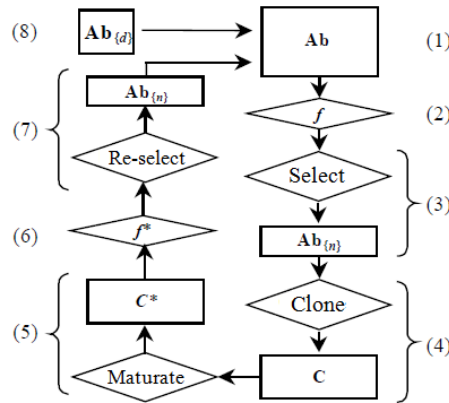 (8) Ab{d} Ab (1)
Ab{n} f (2)
(7) Re-select Select (3)
(6) f* Ab{n}
C* Clone
(5) (4)
Maturate C